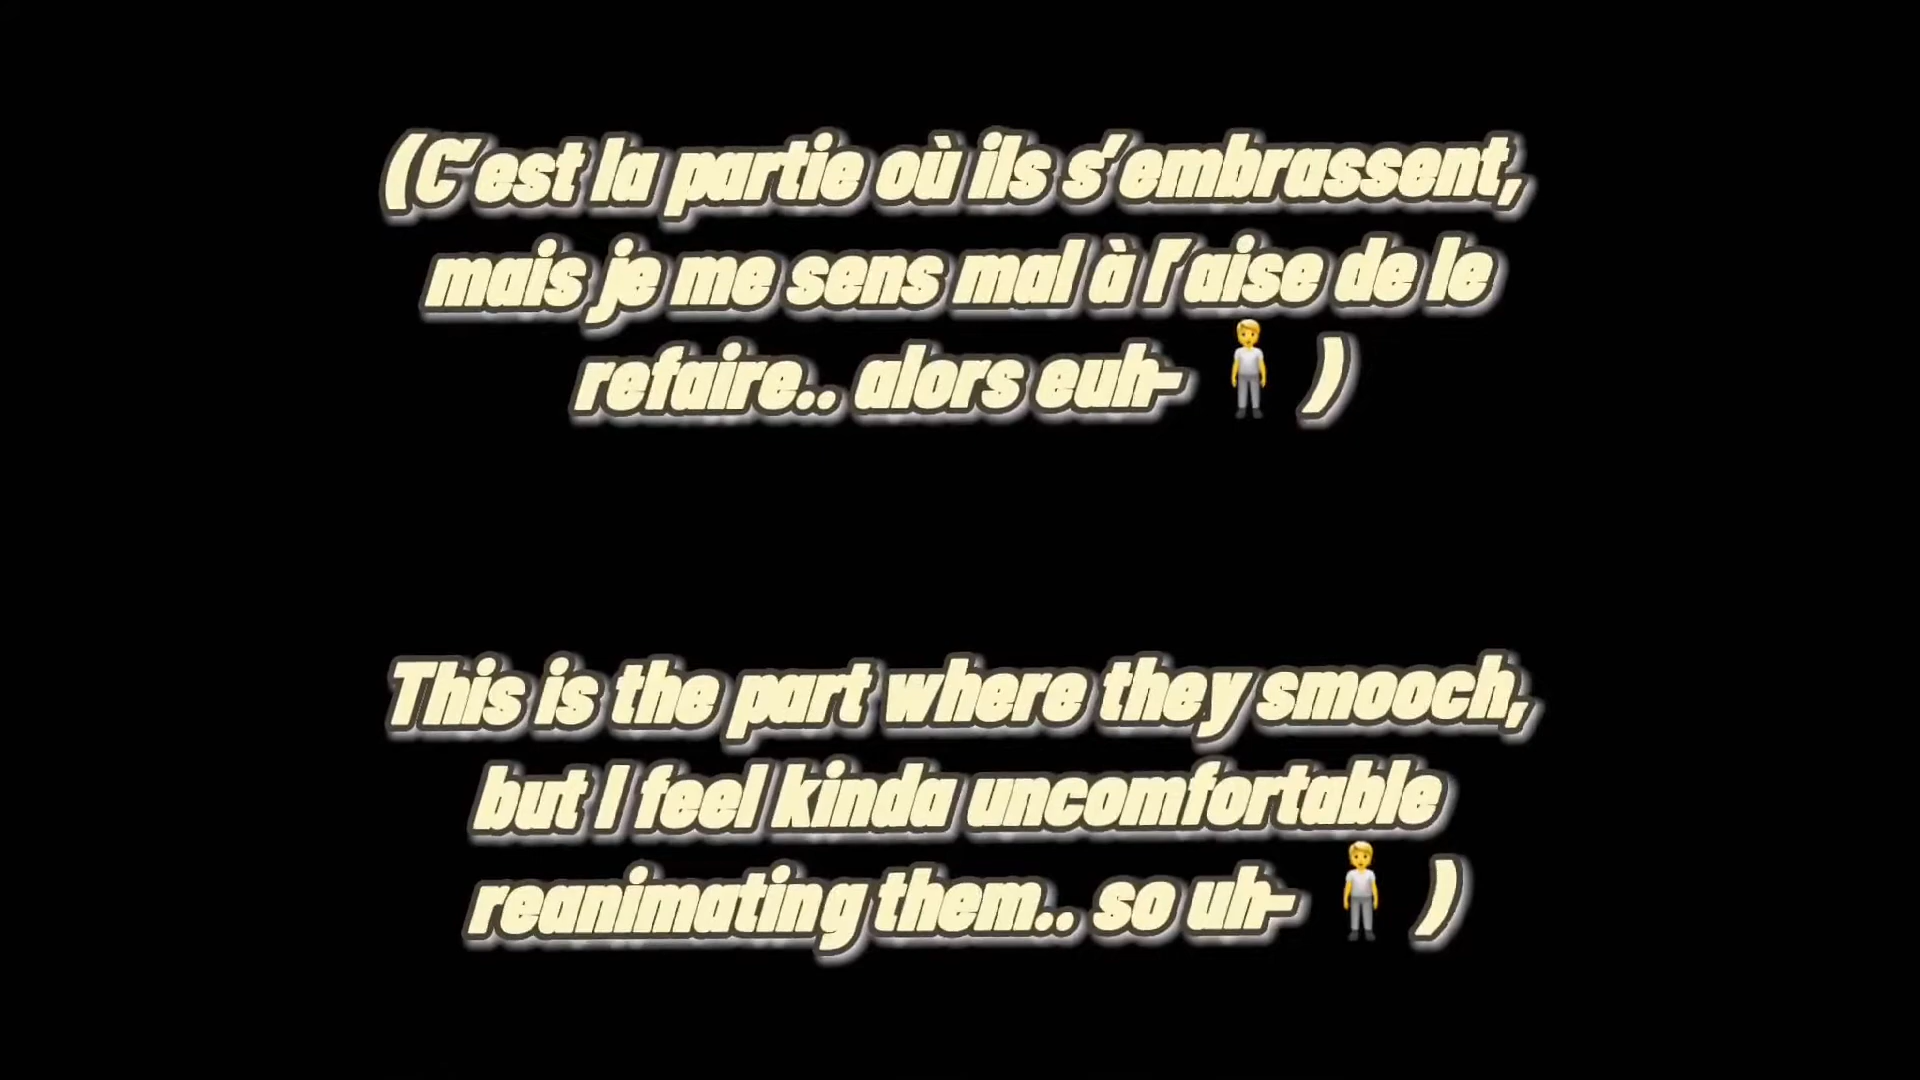 (C'est la partie où ils s'embrassent,
mais je me sens mal à l'aise de le
refaire.. alors euh- 🧍 )
This is the part where they smooch,
but I feel kinda uncomfortable
reanimating them.. so uh- 🧍 )